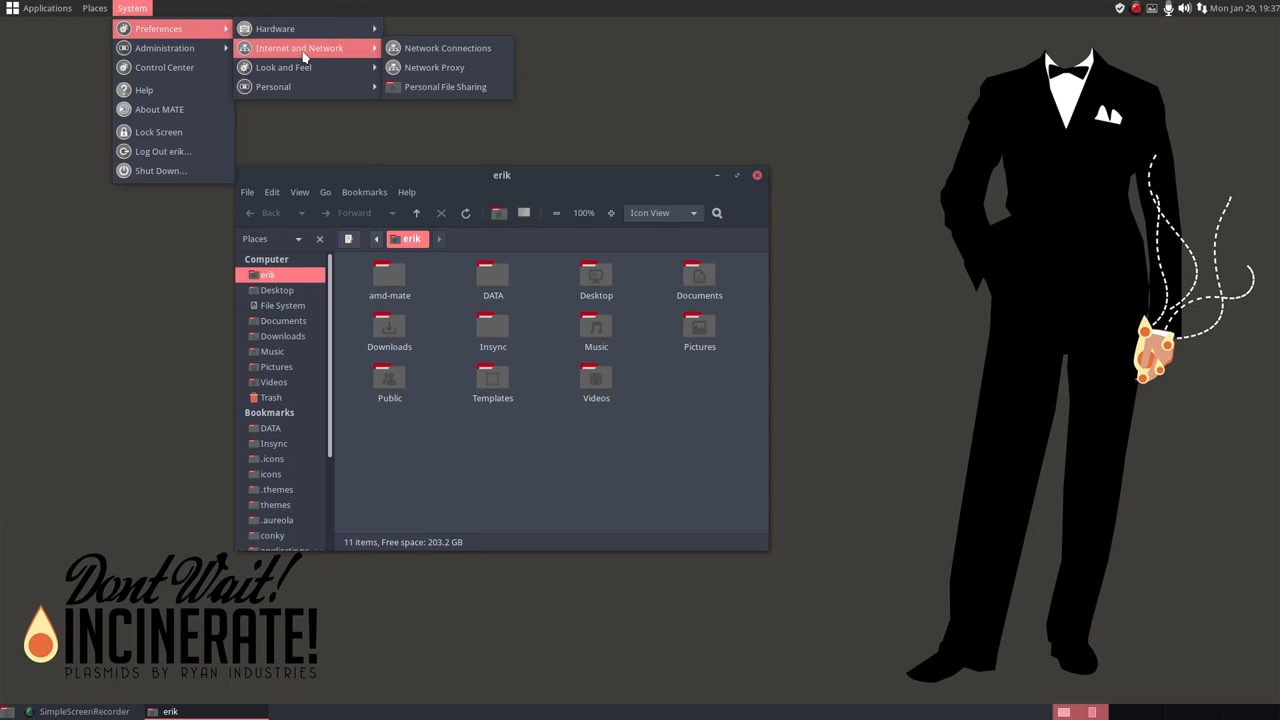 Applications Places System
Mon Jan 29, 19:37
Preferences
Administration
Control Center
Help
About MATE
Lock Screen
Log Out erik...
Shut Down...
Hardware
Internet and Network
Look and Feel
Personal
Network Connections
Network Proxy
Personal File Sharing
erik
File Edit View Go Bookmarks Help
Back Forward 100% Icon View
Places erik
Computer
erik
Desktop
File System
Documents
Downloads
Music
Pictures
Videos
Trash
Bookmarks
DATA
Insync
.icons
icons
.themes
themes
.aureola
conky
amd-mate DATA Desktop Documents
Downloads Insync Music Pictures
Public Templates Videos
11 items, Free space: 203.2 GB
Dont Wait!
INCINERATE!
PLASMIDS BY RYAN INDUSTRIES
SimpleScreenRecorder erik